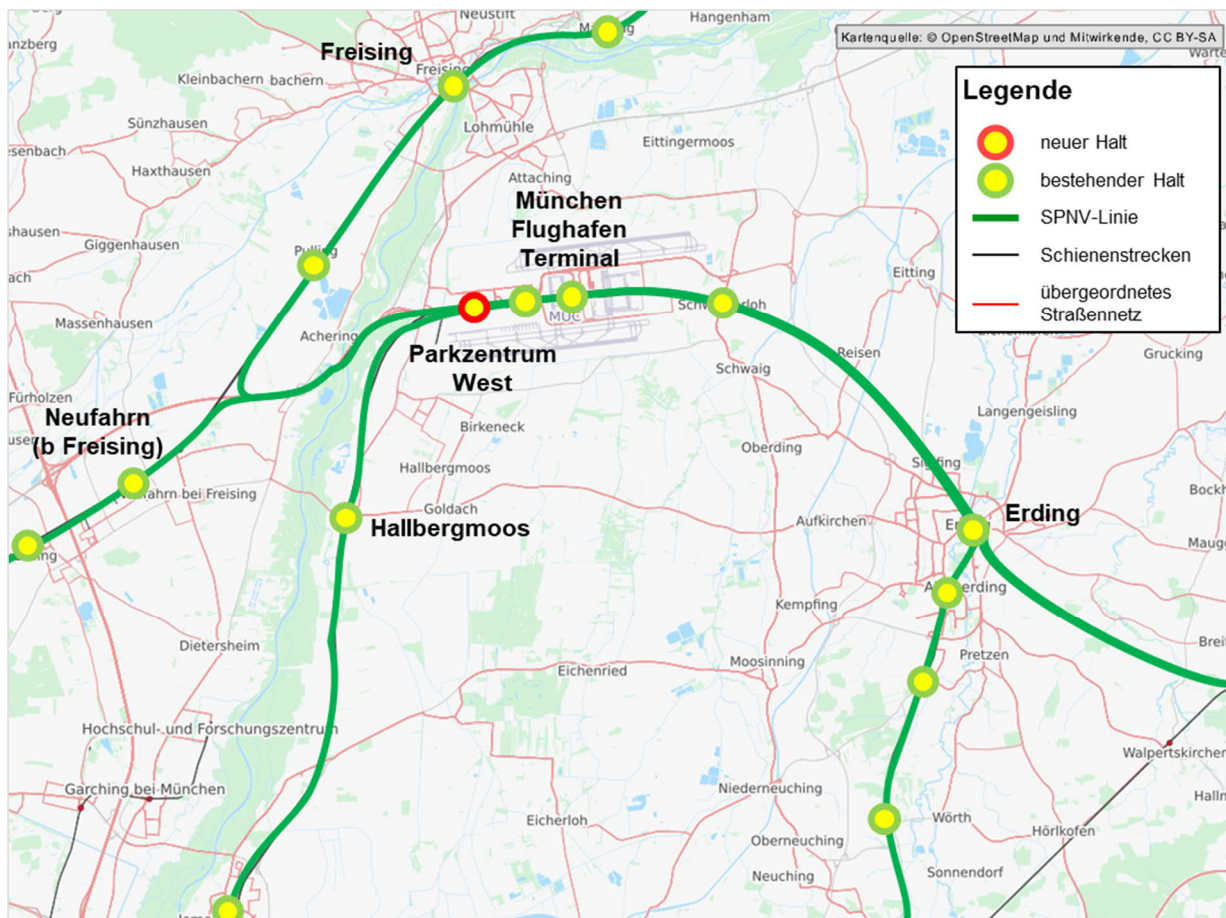 Neustift
Hangenham
Freising
Kartenquelle: © OpenStreetMap und Mitwirkende, CC BY-SA
Kleinbachern
bachern
Legende
neuer Halt
bestehender Halt
SPNV-Linie
Schienenstrecken
übergeordnetes
Straßennetz
Sünzhausen
Lohmühle
Eittingermoos
Haxthausen
Attaching
München
Flughafen
Terminal
Giggenhausen
Eitting
MUC
Massenhausen
Achering
Parkzentrum
West
Reisen
Grucking
Schwaig
Fürholzen
Neufahrn
(b Freising)
Birkeneck
Langengeisling
Oberding
Hallbergmoos
Goldach
Hallbergmoos
Aufkirchen
Erding
Dietersheim
Kempfing
Pretzen
Moosinning
Eichenried
Hochschul- und Forschungszentrum
Walpertskirchen
Garching bei München
Niederneuching
Eicherloh
Wörth
Hörlkofen
Oberneuching
Neuching
Sonnendorf